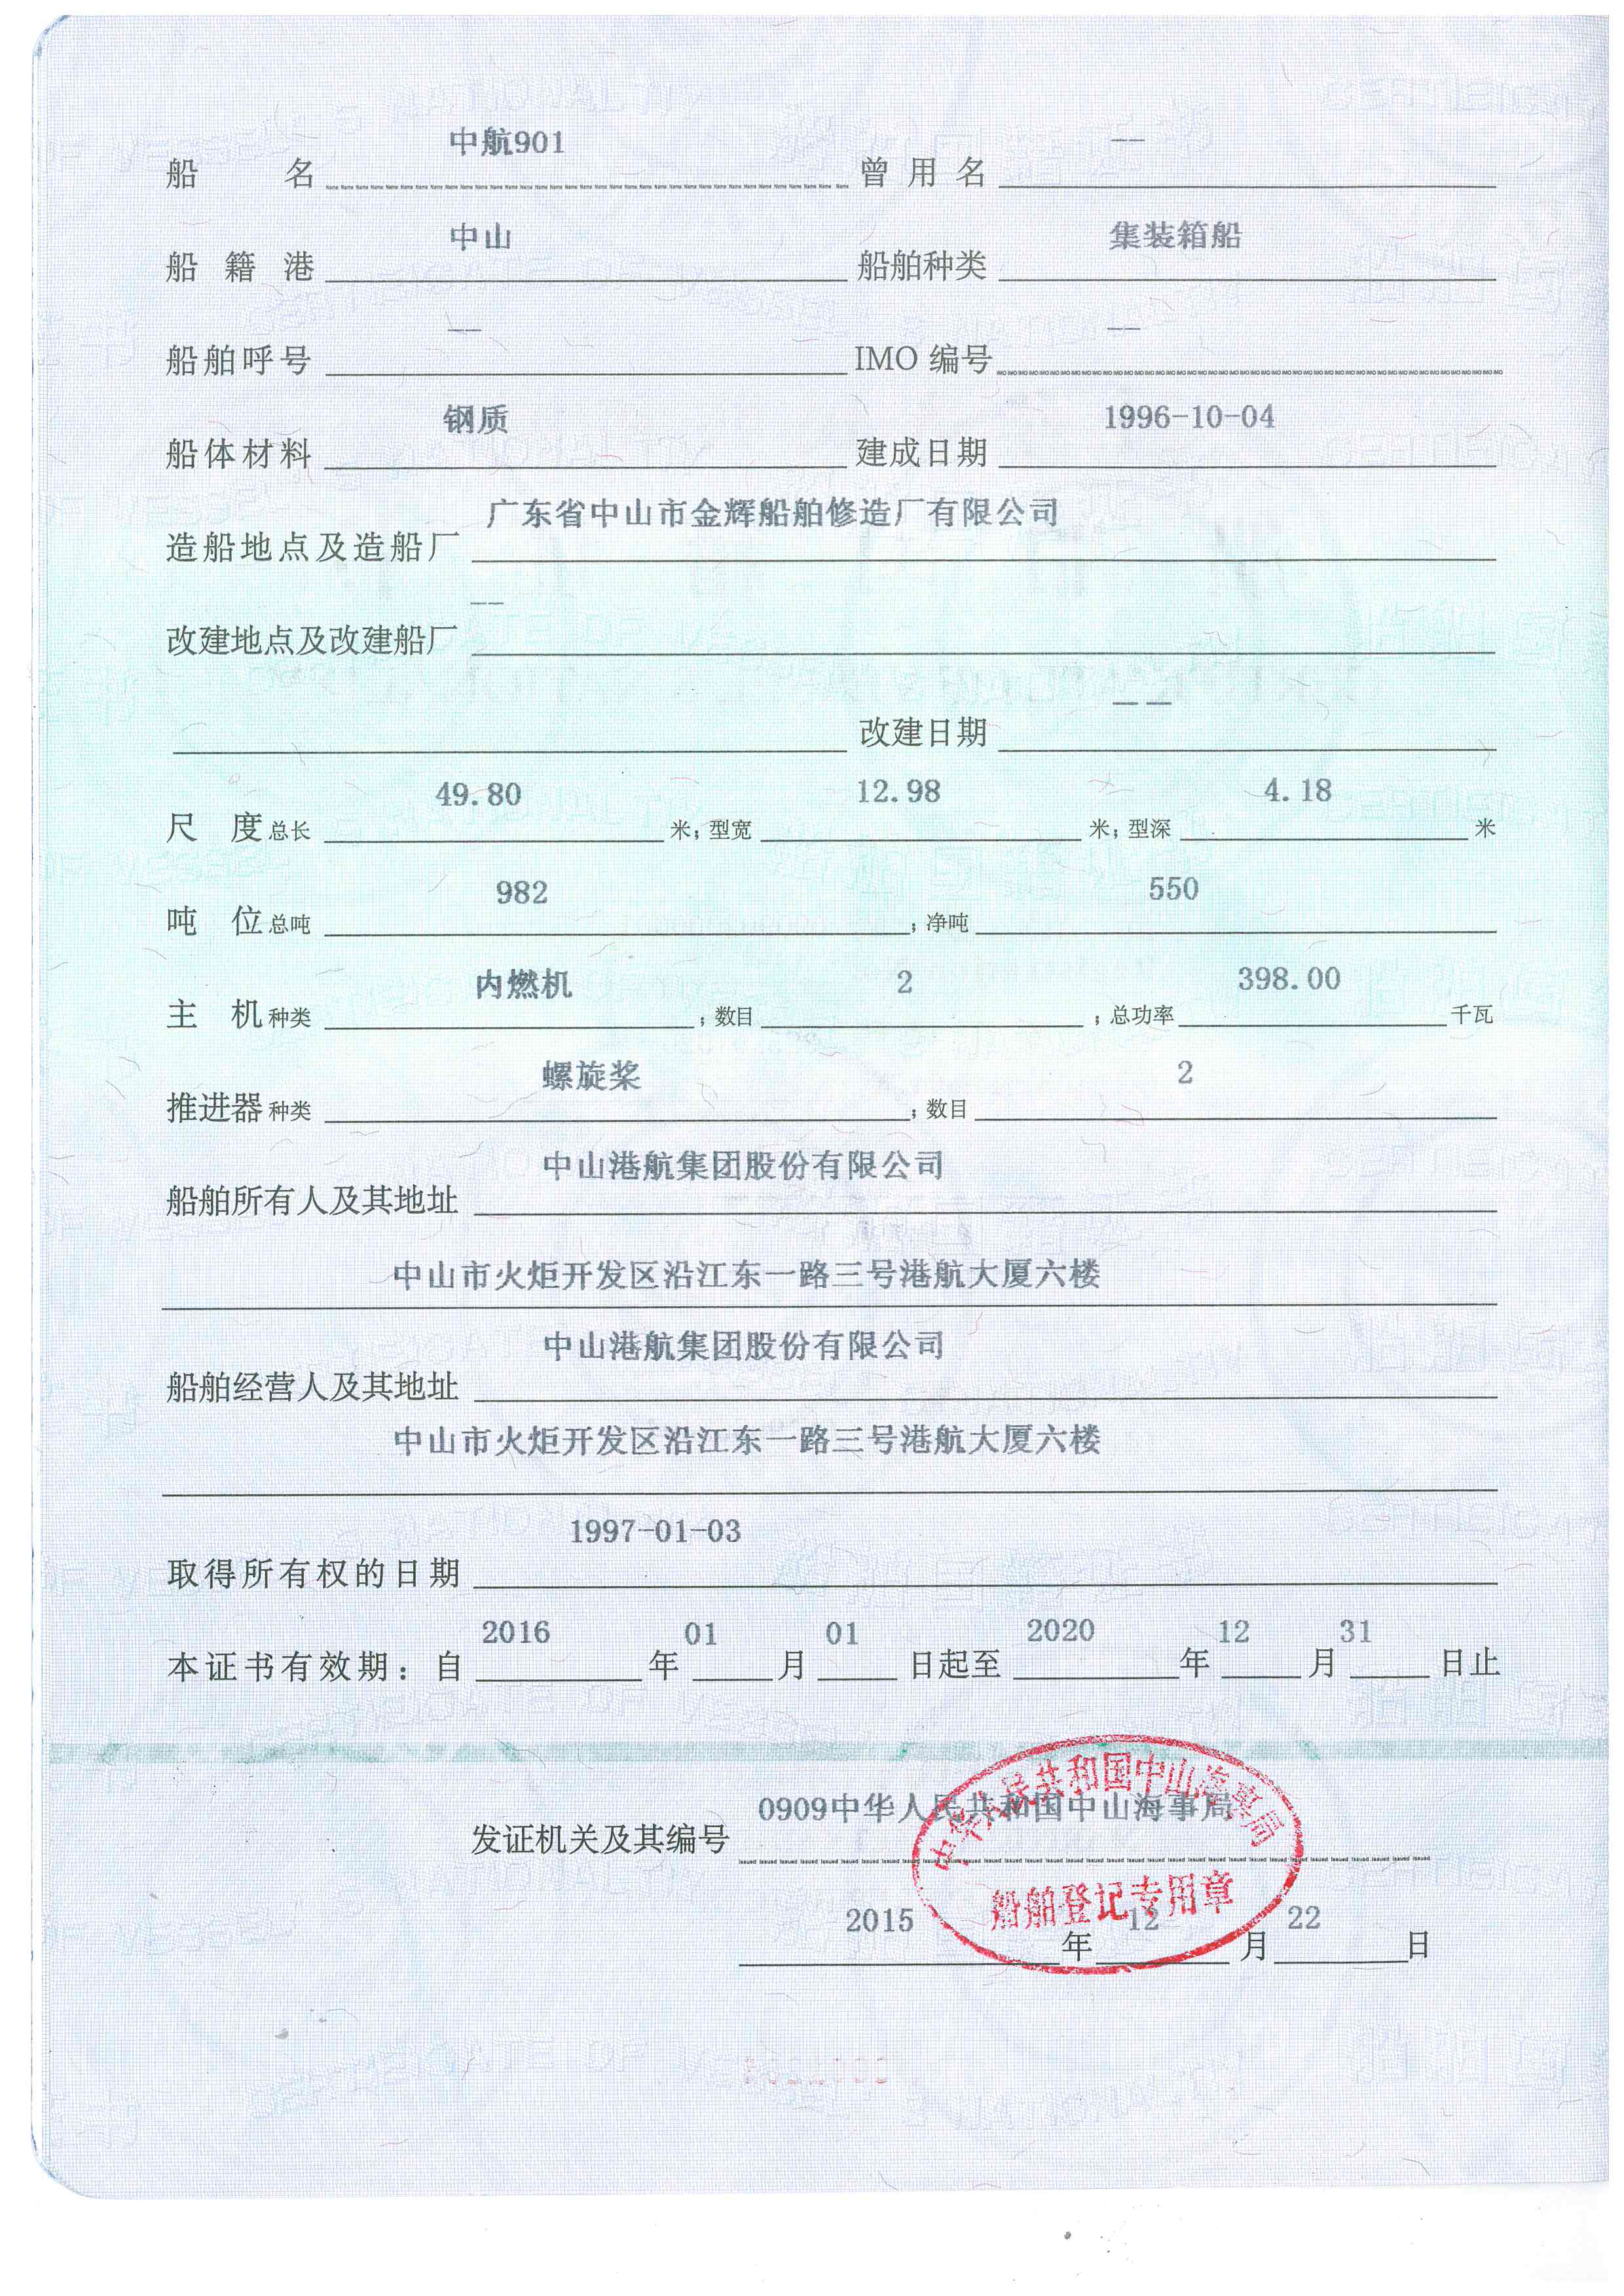 船名 中航901 曾用名 ——
船籍港 中山 船舶种类 集装箱船
船舶呼号 —— IMO 编号 ——
船体材料 钢质 建成日期 1996-10-04
造船地点及造船厂 广东省中山市金辉船舶修造厂有限公司
改建地点及改建船厂 ——
改建日期 ——
尺度 总长 49.80 米; 型宽 12.98 米; 型深 4.18 米
吨位 总吨 982 ; 净吨 550
主机 种类 内燃机 ; 数目 2 ; 总功率 398.00 千瓦
推进器 种类 螺旋桨 ; 数目 2
船舶所有人及其地址 中山港航集团股份有限公司
中山市火炬开发区沿江东一路三号港航大厦六楼
船舶经营人及其地址 中山港航集团股份有限公司
中山市火炬开发区沿江东一路三号港航大厦六楼
取得所有权的日期 1997-01-03
本证书有效期: 自 2016 年 01 月 01 日起至 2020 年 12 月 31 日止
发证机关及其编号 0909中华人民共和国中山海事局
中华人民共和国中山海事局
船舶登记专用章
2015 年 12 月 22 日